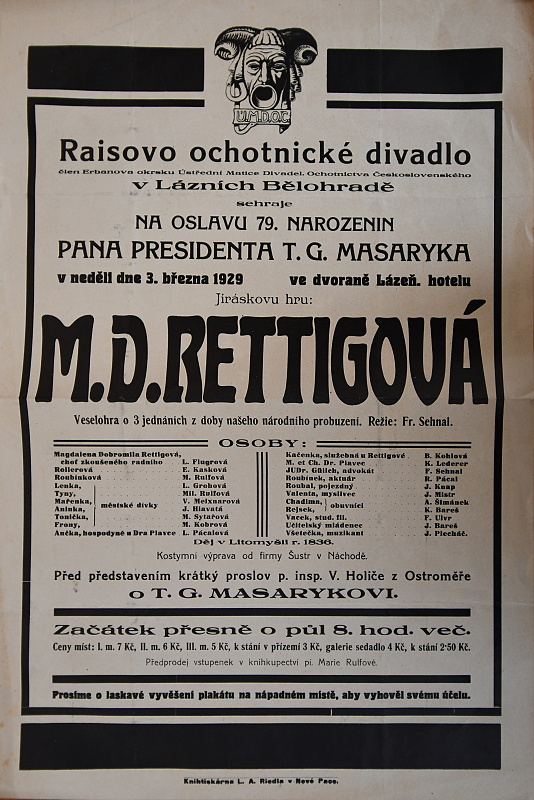 Ú.M.D.O.Č.
Raisovo ochotnické divadlo
člen Erbanova okrsku Ústřední Matice Divadel. Ochotnictva Československého
v Lázních Bělohradě
sehraje
NA OSLAVU 79. NAROZENIN
PANA PRESIDENTA T. G. MASARYKA
v neděli dne 3. března 1929 ve dvoraně Lázeň. hotelu
Jiráskovu hru:
M.D.RETTIGOVÁ
Veselohra o 3 jednáních z doby našeho národního probuzení. Režie: Fr. Sehnal.
OSOBY:
Magdalena Dobromila Rettigová,
choť zkoušeného radního L. Flugrová
Rollerová E. Kasková
Roubínková M. Rulfová
Lenka, L. Grohová
Tyny, Mil. Rulfová
Mařenka, V. Meixnarová
Aninka, J. Hlavatá
městské dívky
Tonička, M. Sytařová
Frony, M. Kobrová
Ančka, hospodyně u Dra Plavce L. Pácalová
Kačenka, služebná u Rettigové B. Kohlová
M. et Ch. Dr. Plavec K. Lederer
JUDr. Gülich, advokát F. Sehnal
Roubínek, aktuár R. Pácal
Roubal, pojezdný J. Knap
Valenta, myslivec J. Mistr
Chadima, A. Šimánek
Rejsek, K. Bareš
obuvníci
Vacek, stud. fil. F. Ulvr
Učitelský mládenec J. Bareš
Všetečka, muzikant J. Plecháč.
Děj v Litomyšli r. 1836.
Kostymní výprava od firmy Šustr v Náchodě.
Před představením krátký proslov p. insp. V. Holiče z Ostroměře
o T. G. MASARYKOVI.
Začátek přesně o půl 8. hod. več.
Ceny míst: I. m. 7 Kč, II. m. 6 Kč, III. m. 5 Kč, k stání v přízemí 3 Kč, galerie sedadlo 4 Kč, k stání 2·50 Kč.
Předprodej vstupenek v knihkupectví pí. Marie Rulfové.
Prosíme o laskavé vyvěšení plakátu na nápadném místě, aby vyhověl svému účelu.
Knihtiskárna L. A. Riedla v Nové Pace.